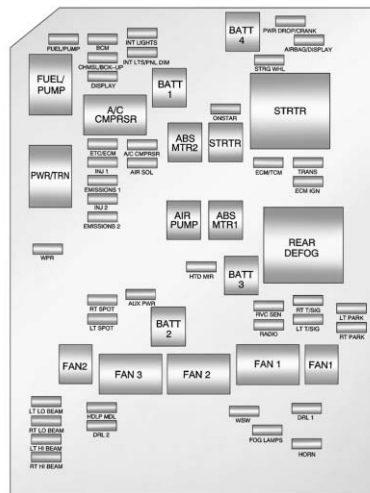 FUEL/PUMP
BCM
INT LIGHTS
BATT 4
PWR DROP/CRANK
CHMSL/BCK-UP
INT LTS/PNL DIM
AIRBAG/DISPLAY
FUEL/
PUMP
DISPLAY
BATT
1
STRG WHL
A/C
CMPRSR
ONSTAR
STRTR
ABS
MTR2
STRTR
PWR/TRN
ETC/ECM
A/C CMPRSR
INJ 1
AIR SOL
ECM/TCM
TRANS
EMISSIONS 1
ECM IGN
INJ 2
EMISSIONS 2
AIR
PUMP
ABS
MTR1
REAR
DEFOG
WPR
HTD MIR
BATT
3
RT SPOT
AUX PWR
RVC SEN
RT T/SIG
LT PARK
LT SPOT
BATT
2
RADIO
LT T/SIG
RT PARK
FAN2
FAN 3
FAN 2
FAN 1
FAN1
LT LO BEAM
HDLP MDL
WSW
DRL 1
RT LO BEAM
DRL 2
FOG LAMPS
LT HI BEAM
HORN
RT HI BEAM